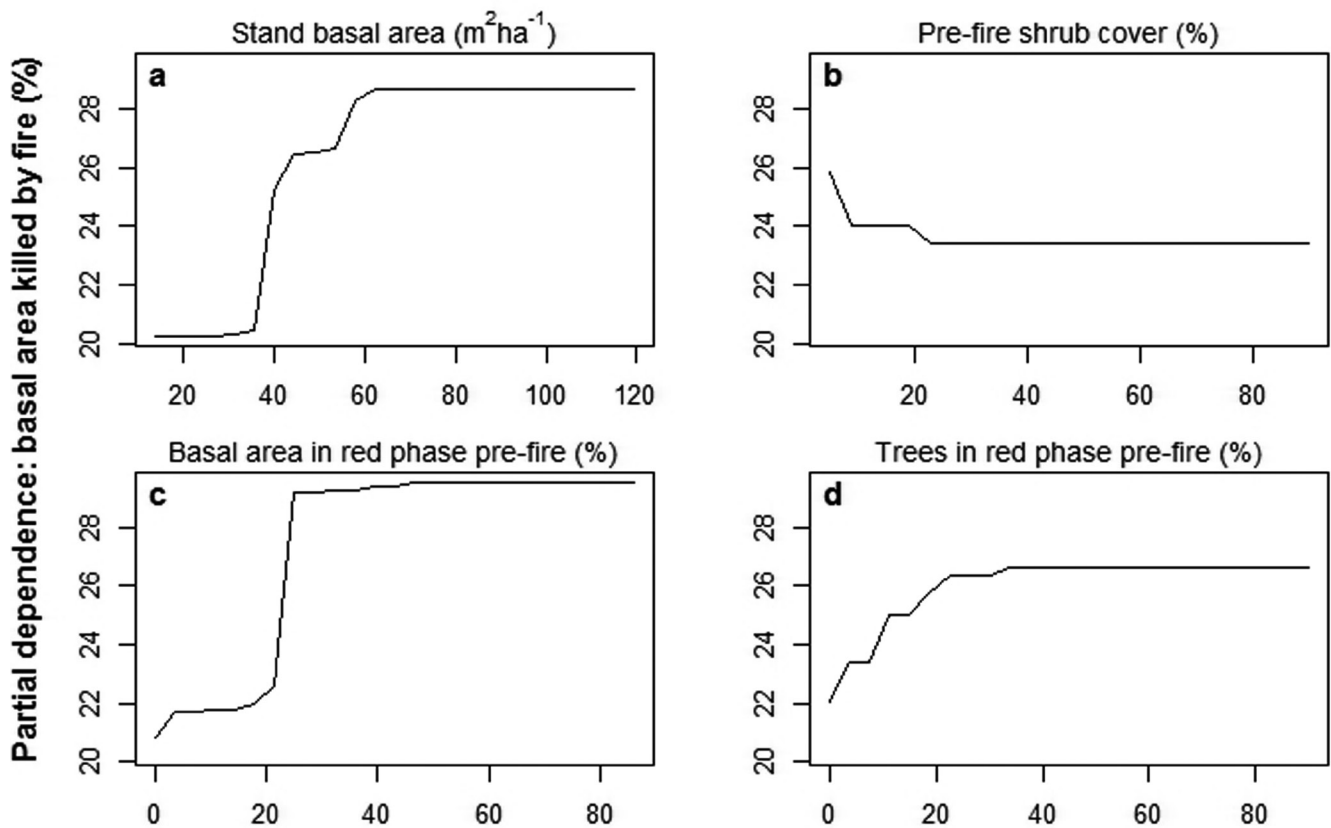 Partial dependence: basal area killed by fire (%)
Stand basal area (m²ha⁻¹)
a
28
26
24
22
20
20 40 60 80 100 120
Pre-fire shrub cover (%)
b
28
26
24
22
20
20 40 60 80
Basal area in red phase pre-fire (%)
c
28
26
24
22
20
0 20 40 60 80
Trees in red phase pre-fire (%)
d
28
26
24
22
20
0 20 40 60 80